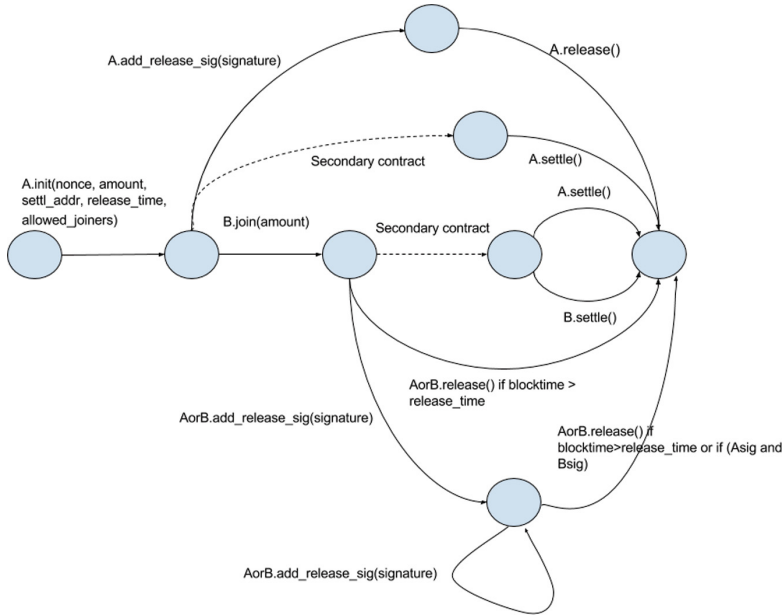 A.add_release_sig(signature)
A.release()
Secondary contract
A.settle()
A.init(nonce, amount,
settl_addr, release_time,
allowed_joiners)
B.join(amount)
Secondary contract
A.settle()
B.settle()
AorB.release() if blocktime >
release_time
AorB.add_release_sig(signature)
AorB.release() if
blocktime>release_time or if (Asig and
Bsig)
AorB.add_release_sig(signature)